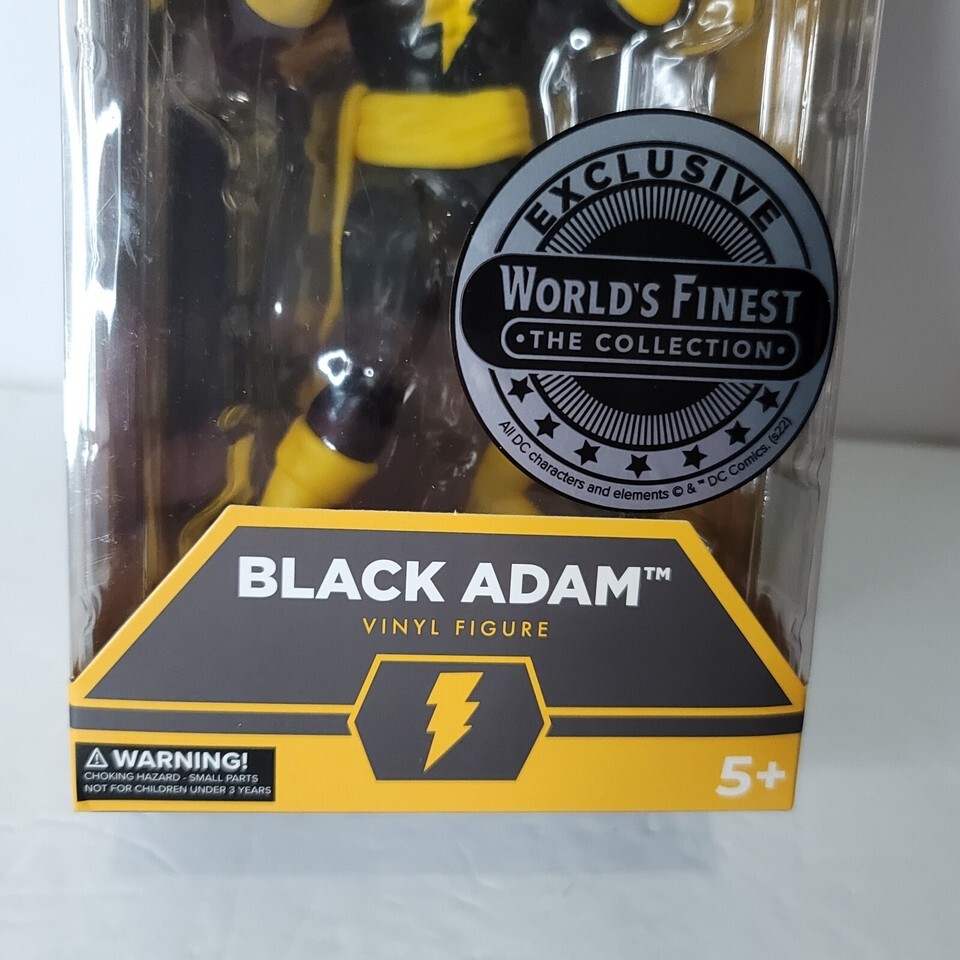 EXCLUSIVE
WORLD'S FINEST
•THE COLLECTION•
All DC characters and elements © & ™ DC Comics. (s22)
BLACK ADAM™
VINYL FIGURE
WARNING!
CHOKING HAZARD - SMALL PARTS
NOT FOR CHILDREN UNDER 3 YEARS
5+